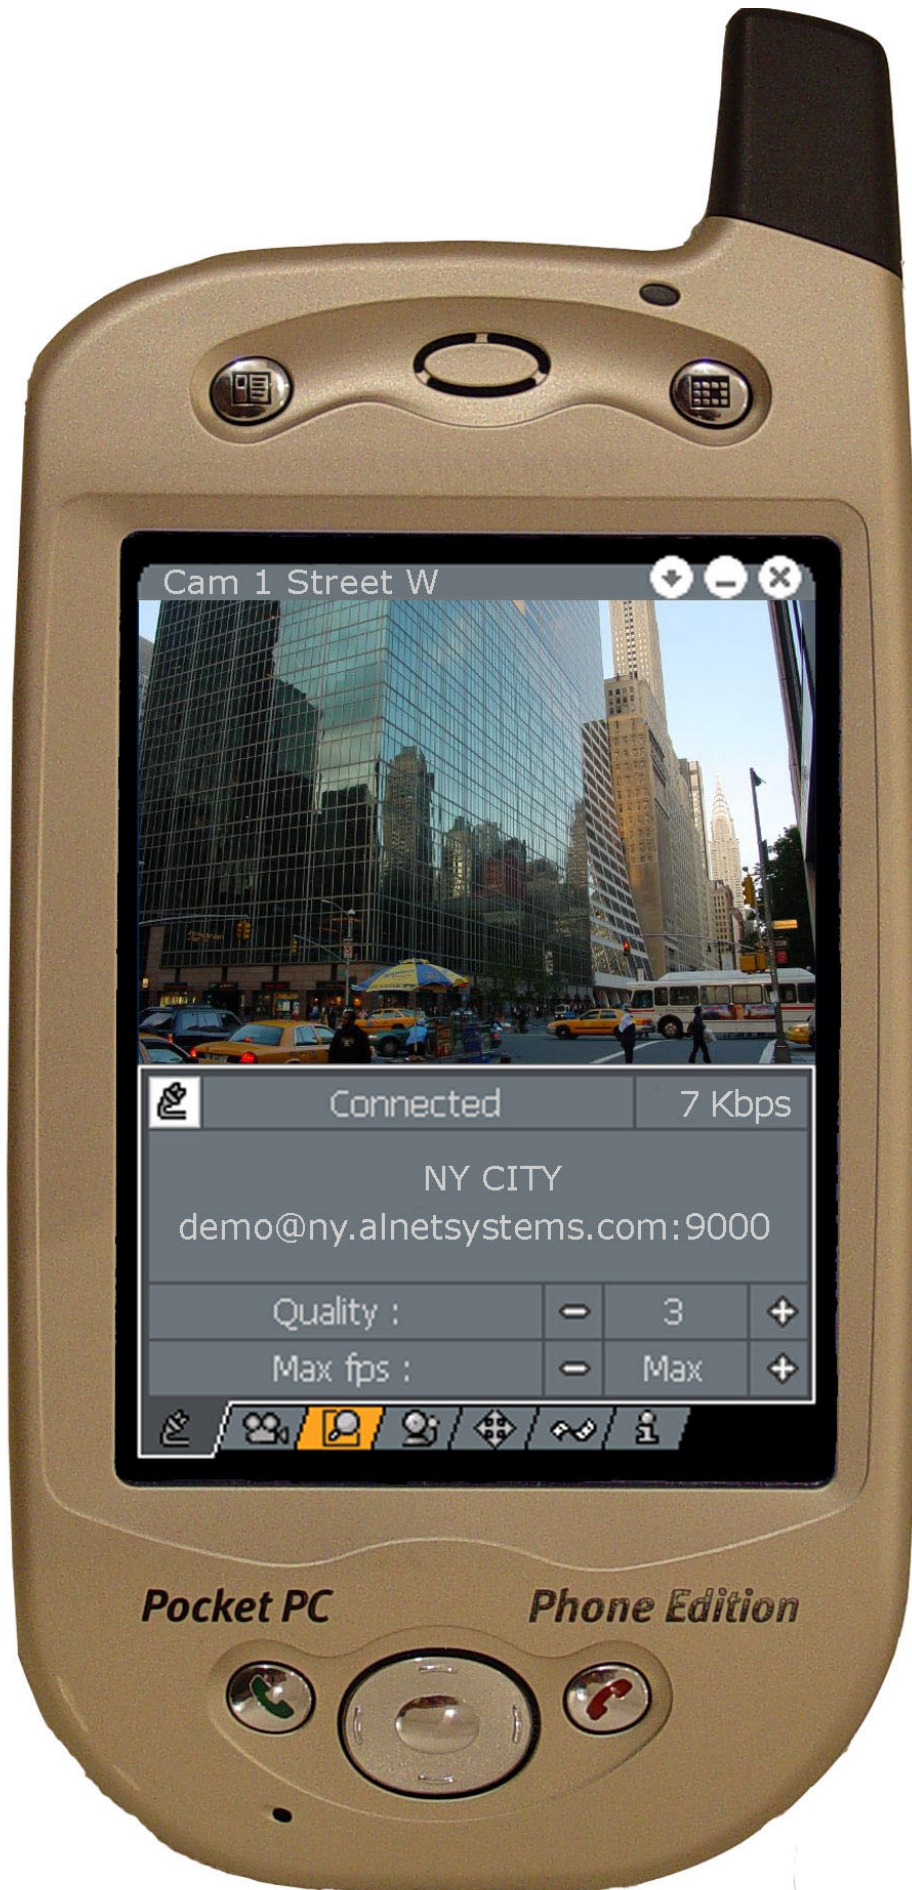 Cam 1 Street W
Connected
7 Kbps
NY CITY
demo@ny.alnetsystems.com:9000
Quality :
3
Max fps :
Max
Pocket PC
Phone Edition